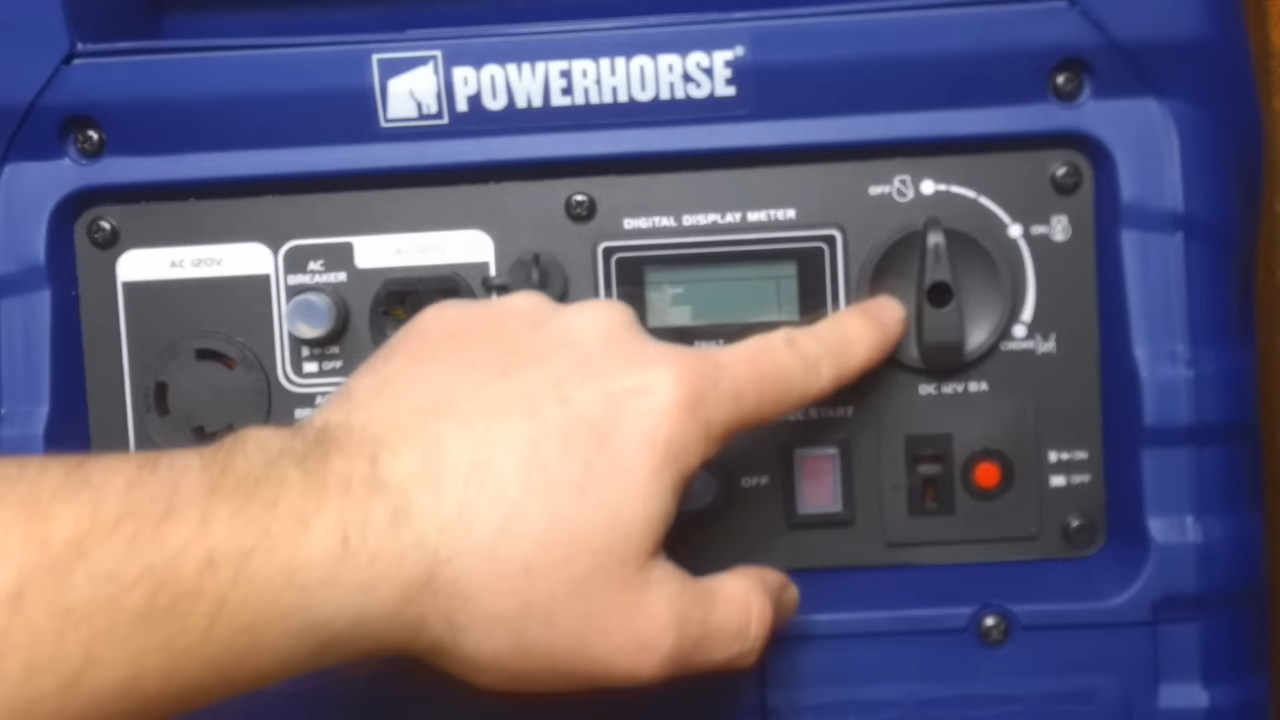 POWERHORSE®
DIGITAL DISPLAY METER
OFF
ON
AC 120V
AC
BREAKER
ON
OFF
CHOKE
DC 12V 8A
START
OFF
ON
OFF